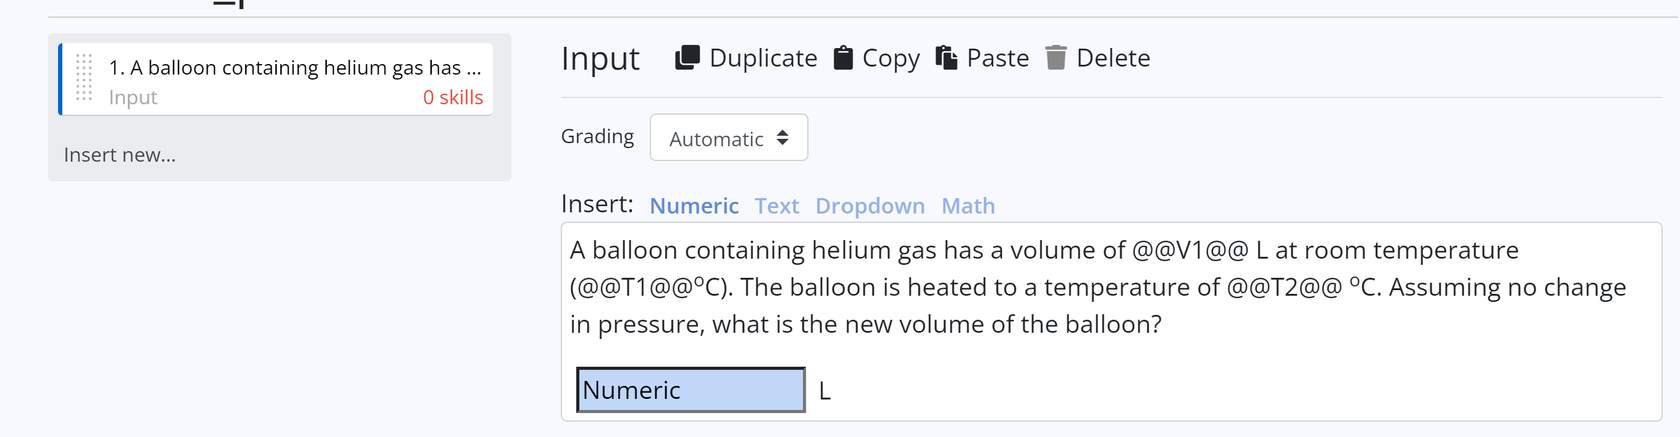 1. A balloon containing helium gas has ...
Input
0 skills
Insert new...
Input
Duplicate
Copy
Paste
Delete
Grading
Automatic
Insert: Numeric Text Dropdown Math
A balloon containing helium gas has a volume of @@V1@@ L at room temperature
(@@T1@@ºC). The balloon is heated to a temperature of @@T2@@ ºC. Assuming no change
in pressure, what is the new volume of the balloon?
Numeric L